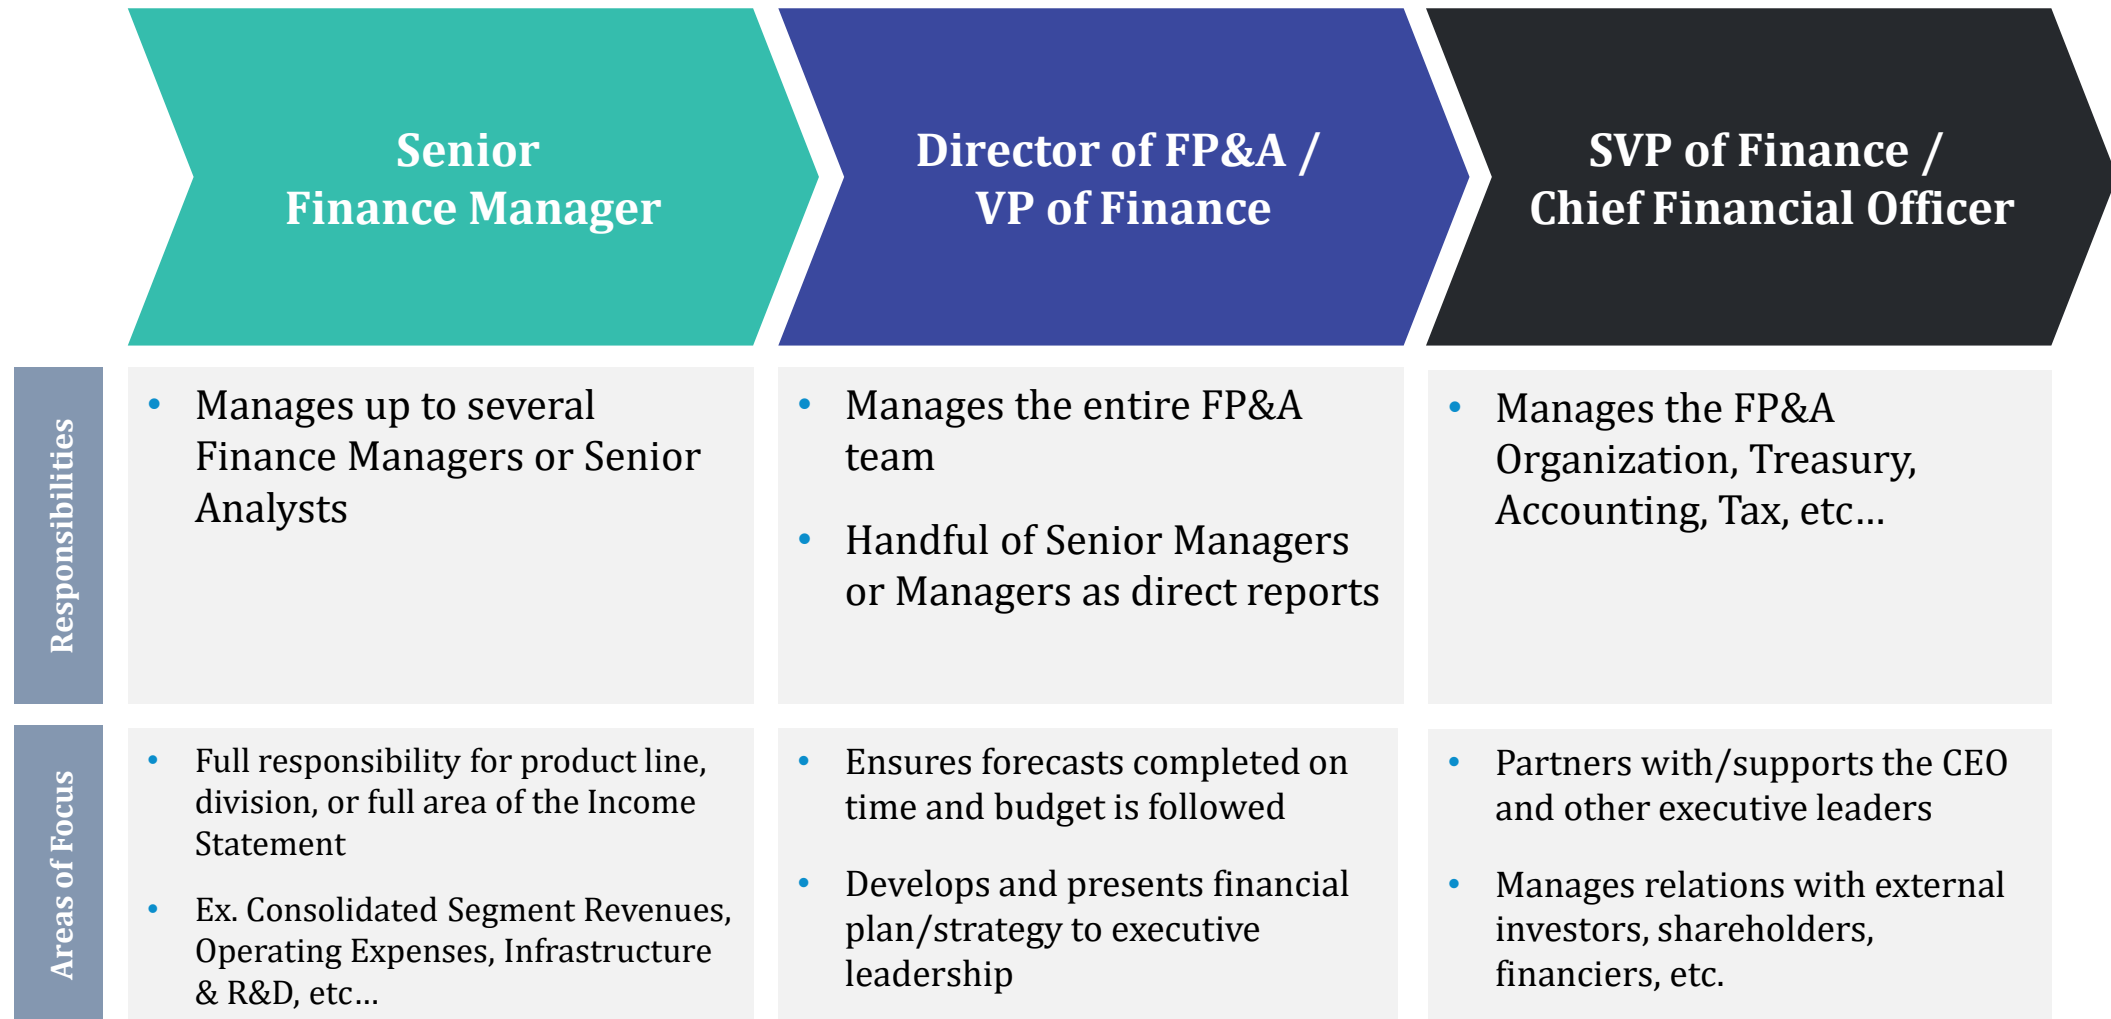 Senior
Finance Manager
Director of FP&A /
VP of Finance
SVP of Finance /
Chief Financial Officer
Responsibilities
• Manages up to several
Finance Managers or Senior
Analysts
• Manages the entire FP&A
team
• Handful of Senior Managers
or Managers as direct reports
• Manages the FP&A
Organization, Treasury,
Accounting, Tax, etc…
Areas of Focus
• Full responsibility for product line,
division, or full area of the Income
Statement
• Ex. Consolidated Segment Revenues,
Operating Expenses, Infrastructure
& R&D, etc…
• Ensures forecasts completed on
time and budget is followed
• Develops and presents financial
plan/strategy to executive
leadership
• Partners with/supports the CEO
and other executive leaders
• Manages relations with external
investors, shareholders,
financiers, etc.